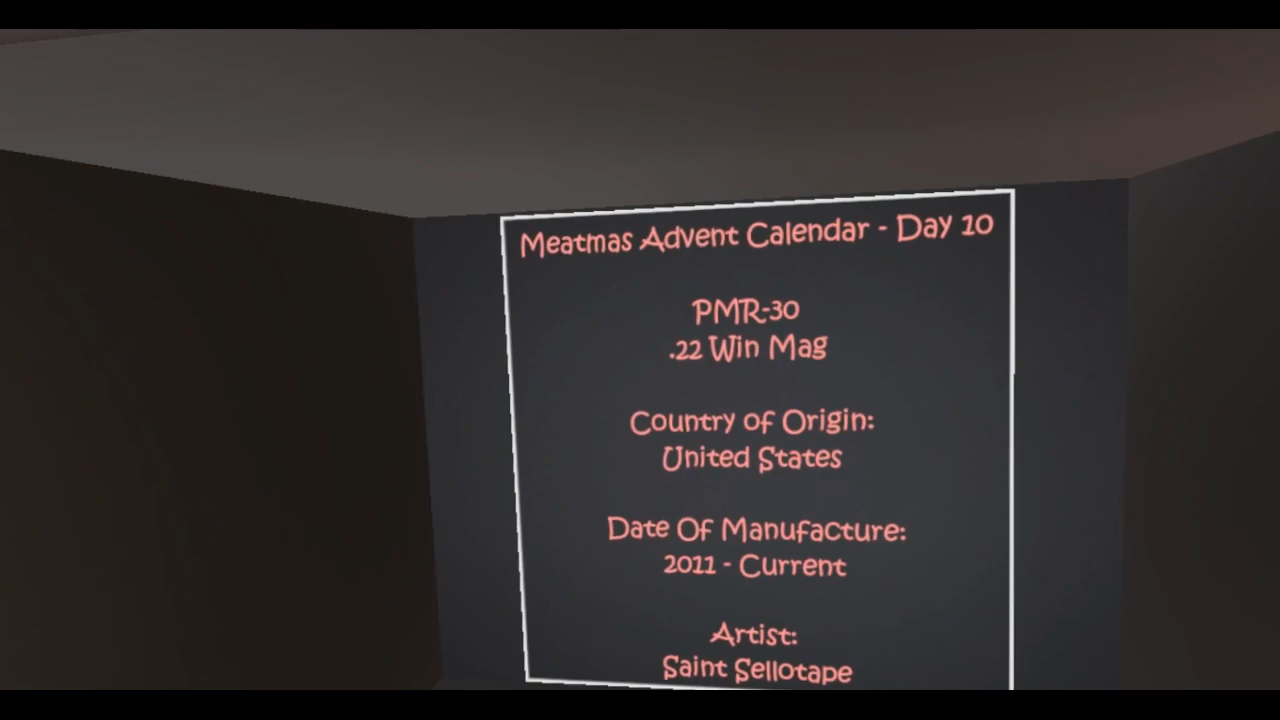 Meatmas Advent Calendar - Day 10
PMR-30
.22 Win Mag
Country of Origin:
United States
Date Of Manufacture:
2011 - Current
Artist:
Saint Sellotape